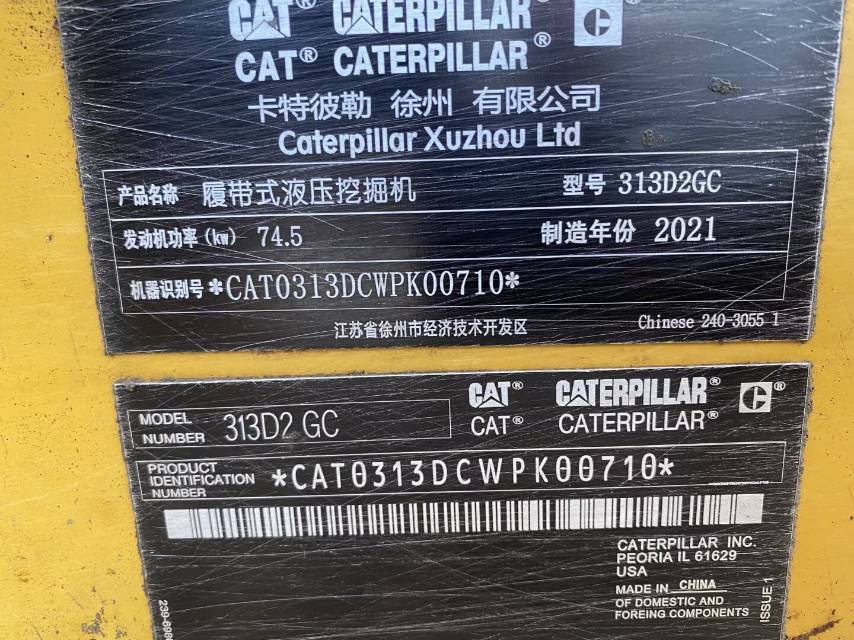 CAT® CATERPILLAR
CAT® CATERPILLAR®
卡特彼勒 徐州 有限公司
Caterpillar Xuzhou Ltd
产品名称 履带式液压挖掘机 型号 313D2GC
发动机功率(kw) 74.5 制造年份 2021
机器识别号 *CAT0313DCWPK00710*
江苏省徐州市经济技术开发区 Chinese 240-3055 1
CAT® CATERPILLAR® C®
CAT® CATERPILLAR®
MODEL NUMBER 313D2 GC
PRODUCT
IDENTIFICATION
NUMBER
*CAT0313DCWPK00710*
CATERPILLAR INC.
PEORIA IL 61629
USA
MADE IN CHINA
OF DOMESTIC AND
FOREING COMPONENTS
ISSUE 1